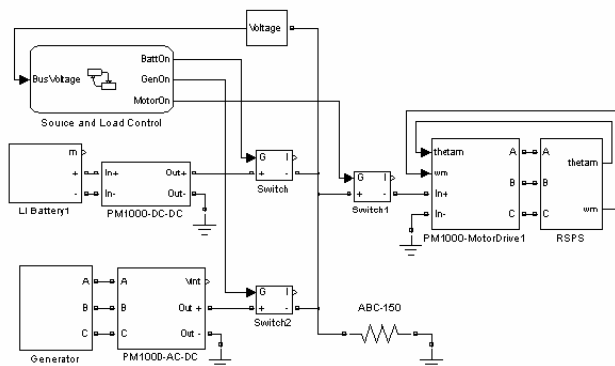 Voltage
BusVoltage
BattOn
GenOn
MotorOn
Source and Load Control
m
+
-
LI Battery1
In+
In-
Out+
Out-
PM1000-DC-DC
G I
+ -
Switch
G I
+ -
Switch1
thetam
wm
In+
In-
A
B
C
PM1000-MotorDrive1
A
B
C
thetam
wm
RSPS
A
B
C
Generator
A
B
C
Vint
Out +
Out -
PM1000-AC-DC
G I
+ -
Switch2
ABC-150